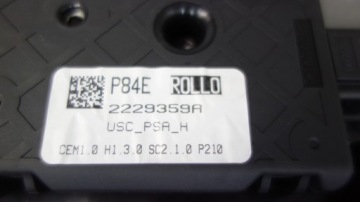 P84E ROLLO
2229359A
USC_PSA_H
CEM1.0 H1.3.0 SC2.1.0 P210